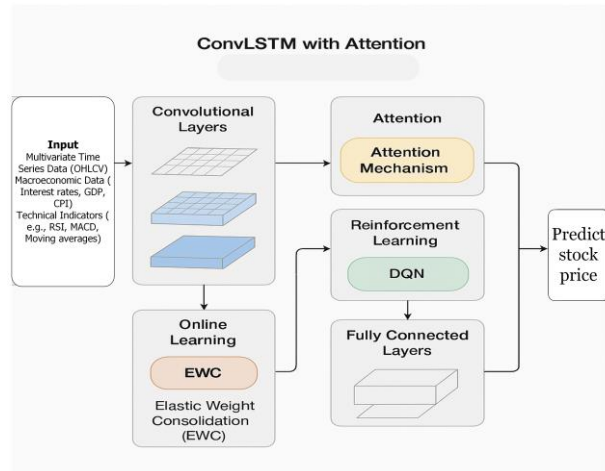 ConvLSTM with Attention
Input
Multivariate Time
Series Data (OHLCV)
Macroeconomic Data (
Interest rates, GDP,
CPI)
Technical Indicators (
e.g., RSI, MACD,
Moving averages)
Convolutional
Layers
Attention
Attention
Mechanism
Reinforcement
Learning
DQN
Online
Learning
EWC
Elastic Weight
Consolidation
(EWC)
Fully Connected
Layers
Predict
stock
price